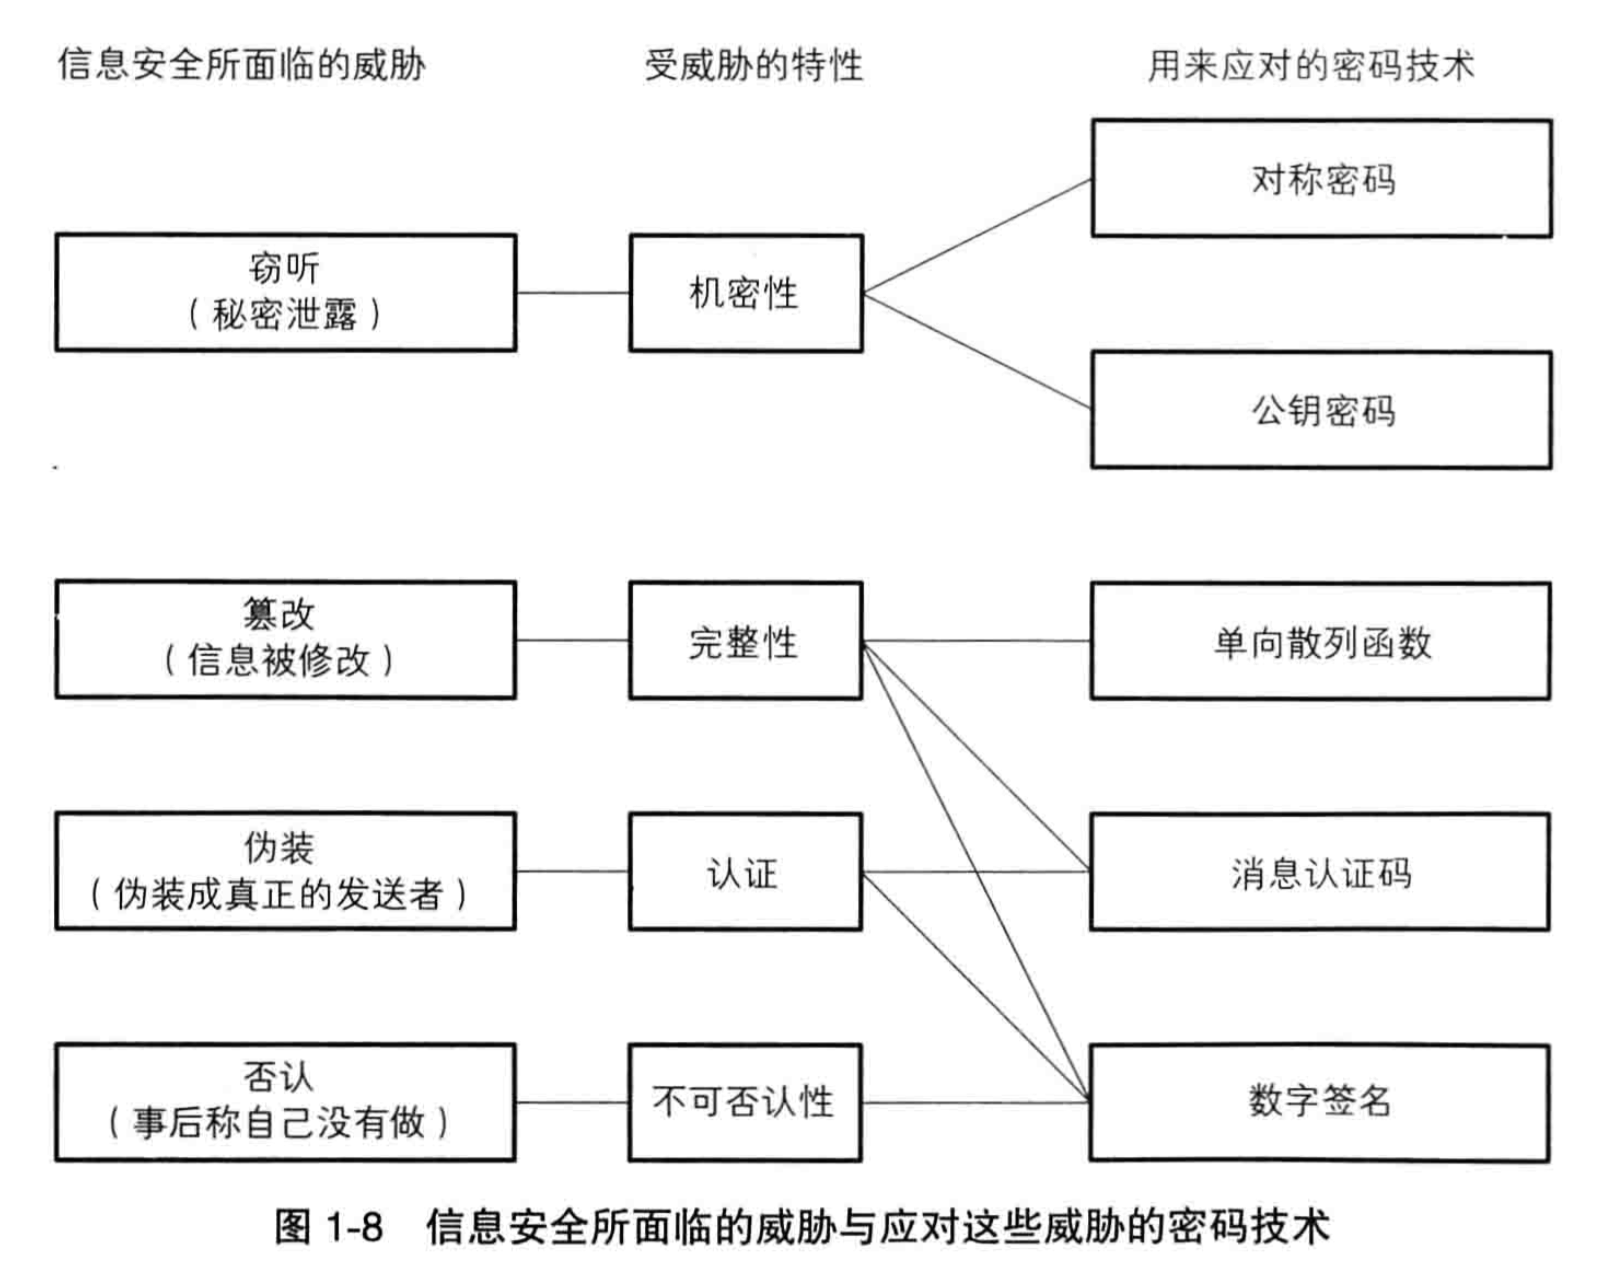 信息安全所面临的威胁
受威胁的特性
用来应对的密码技术
对称密码
窃听
（秘密泄露）
机密性
公钥密码
篡改
（信息被修改）
完整性
单向散列函数
伪装
（伪装成真正的发送者）
认证
消息认证码
否认
（事后称自己没有做）
不可否认性
数字签名
图 1-8 信息安全所面临的威胁与应对这些威胁的密码技术